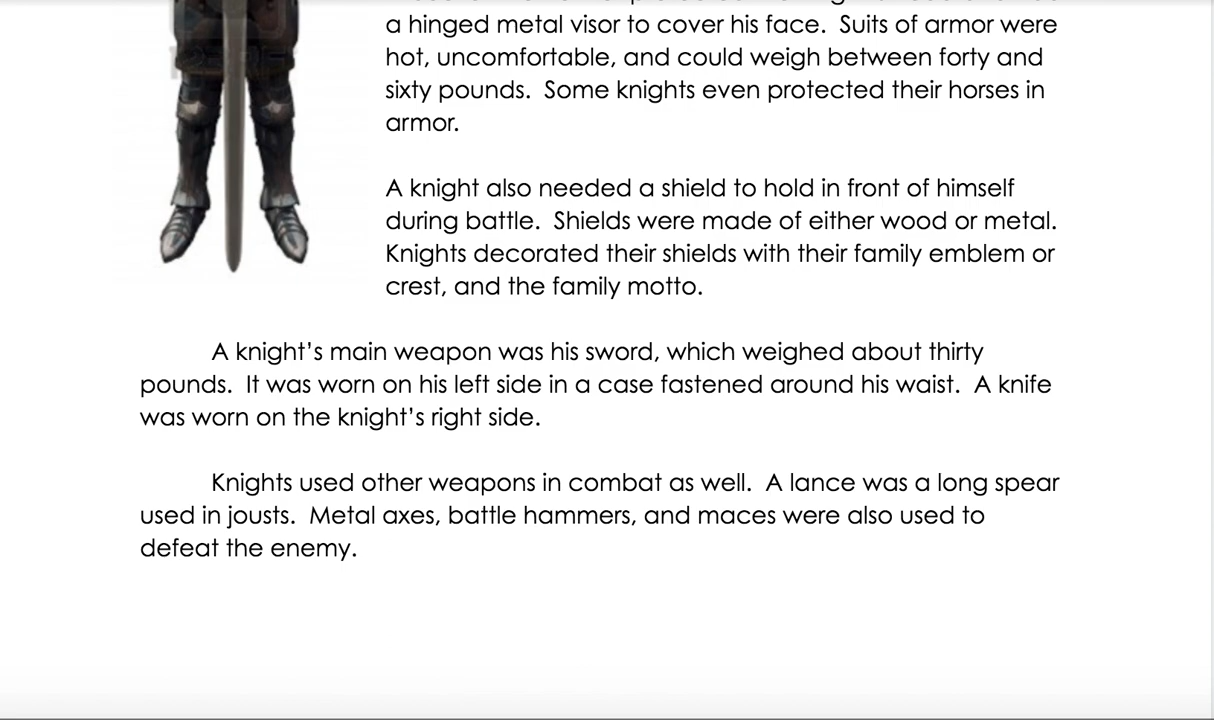 a hinged metal visor to cover his face.  Suits of armor were
hot, uncomfortable, and could weigh between forty and
sixty pounds.  Some knights even protected their horses in
armor.
A knight also needed a shield to hold in front of himself
during battle.  Shields were made of either wood or metal.
Knights decorated their shields with their family emblem or
crest, and the family motto.
A knight’s main weapon was his sword, which weighed about thirty
pounds.  It was worn on his left side in a case fastened around his waist.  A knife
was worn on the knight’s right side.
Knights used other weapons in combat as well.  A lance was a long spear
used in jousts.  Metal axes, battle hammers, and maces were also used to
defeat the enemy.